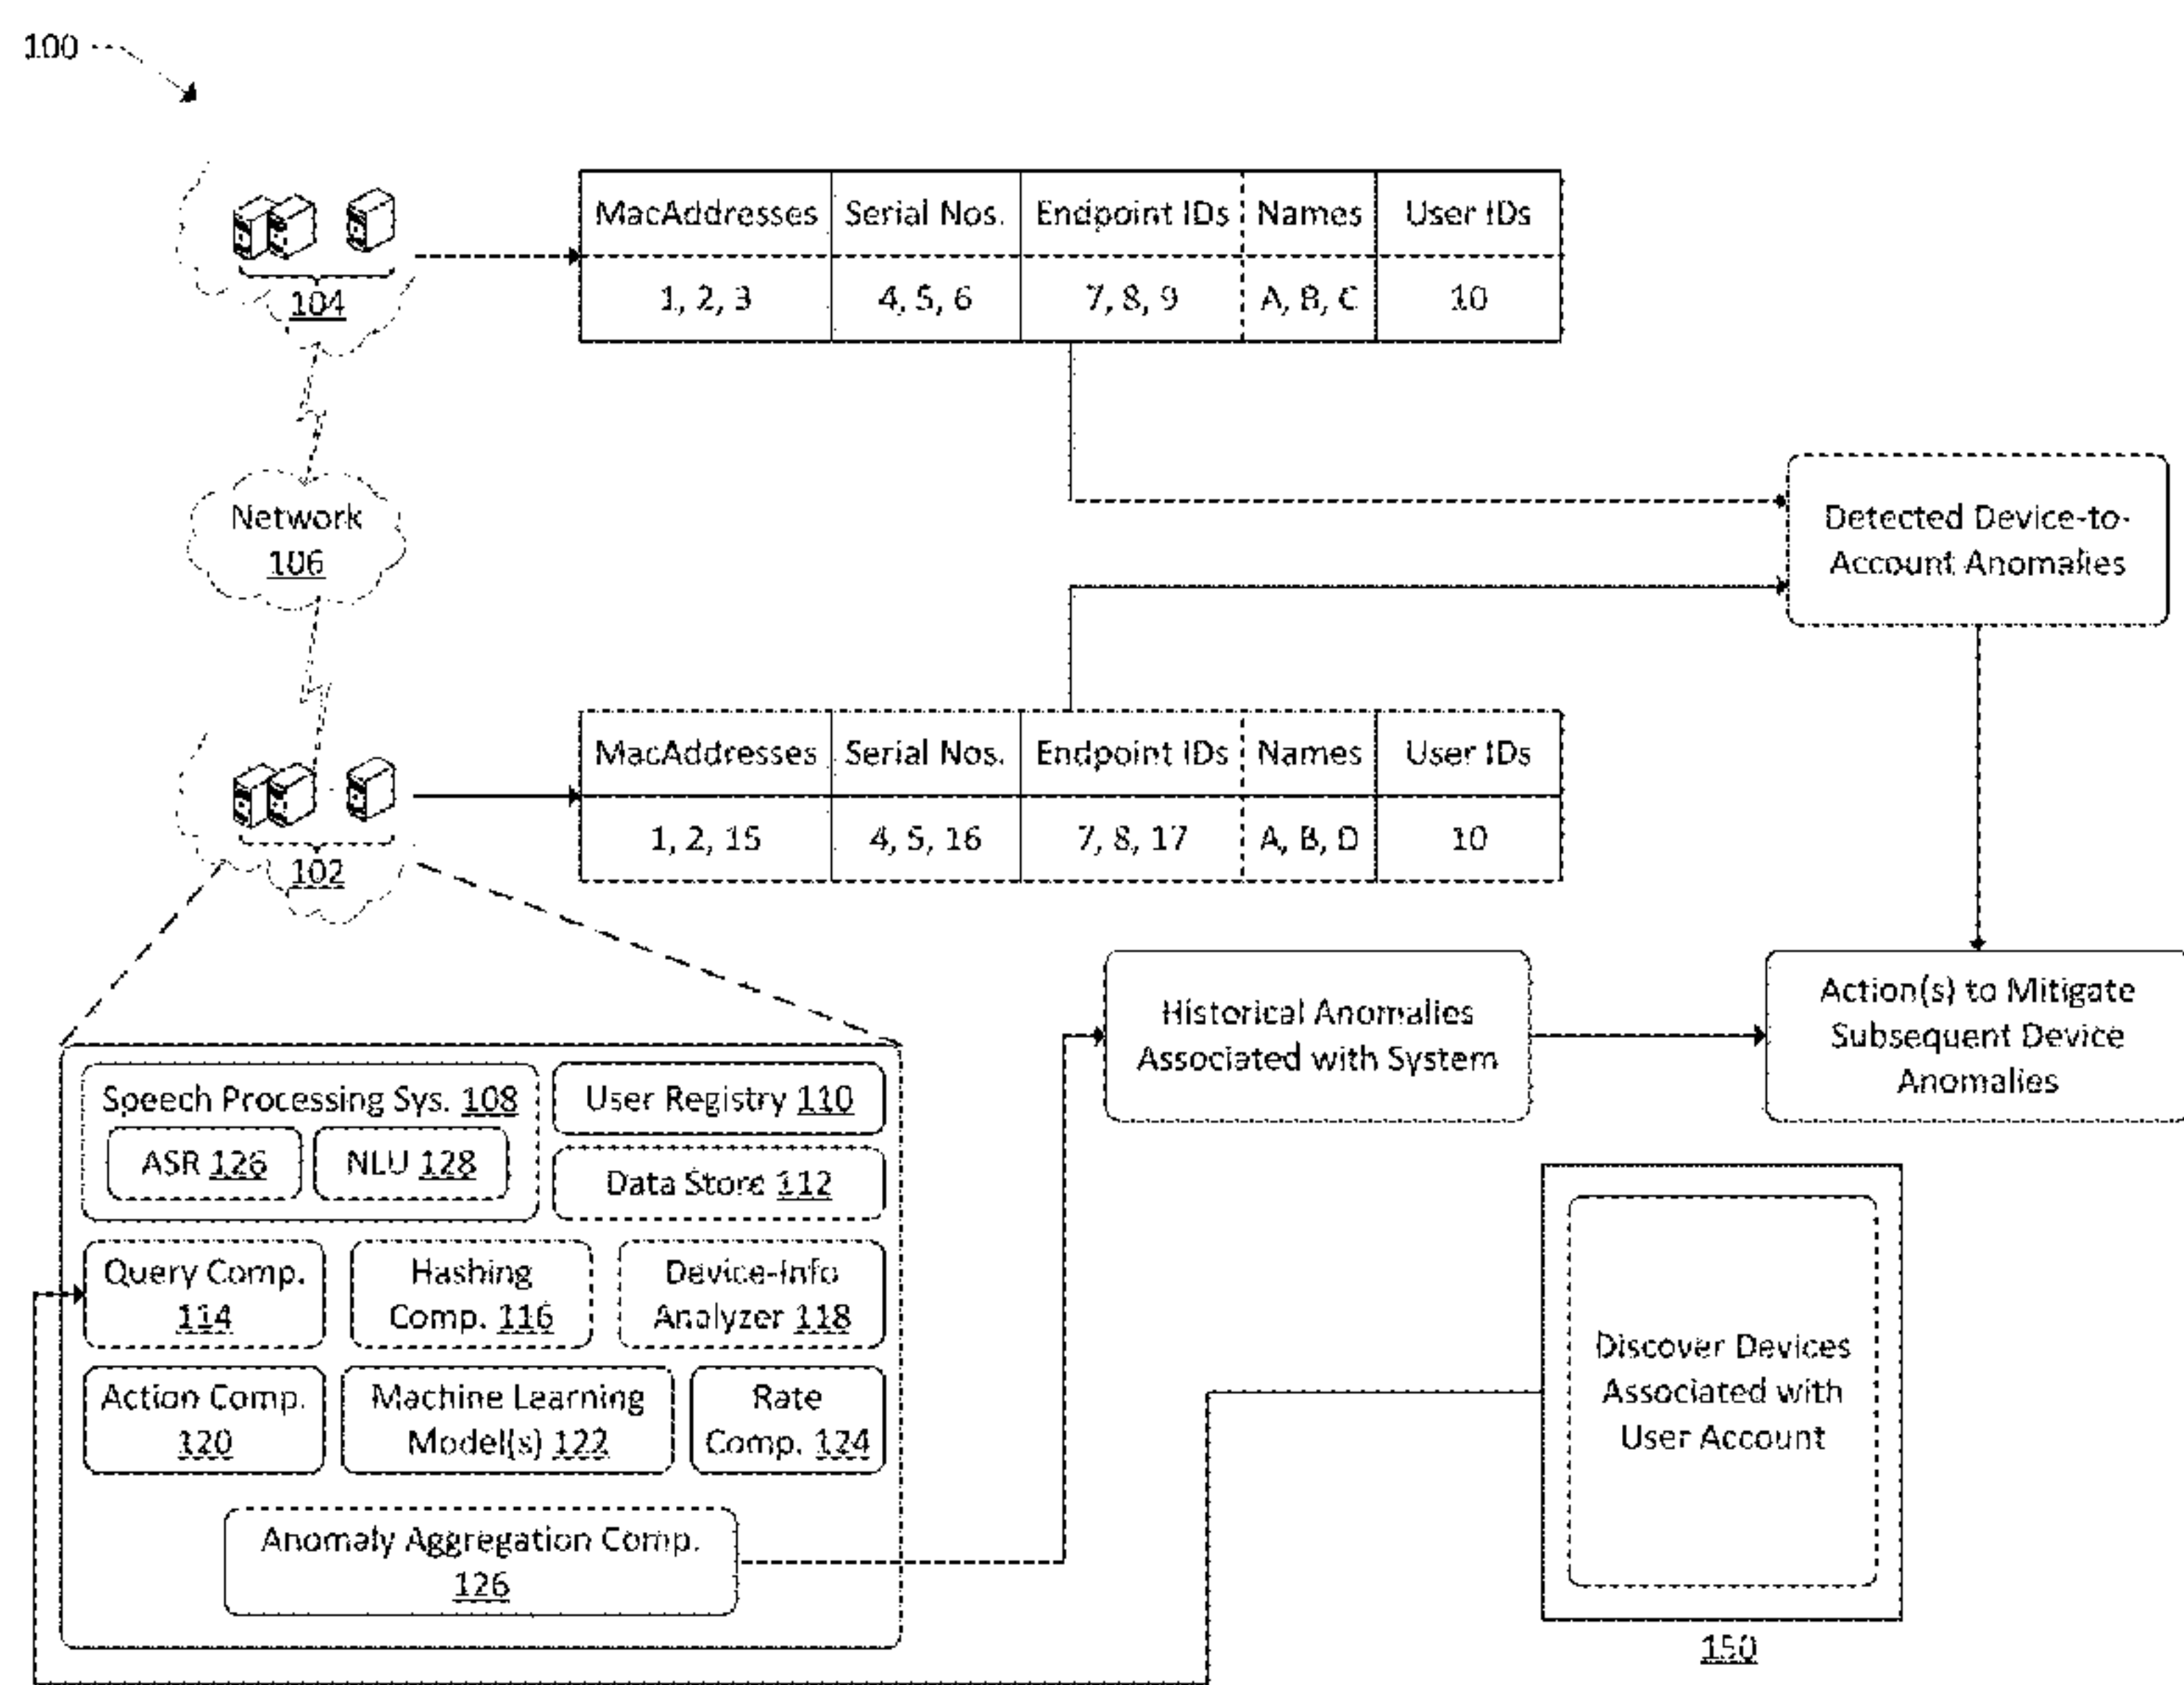 100
MacAddresses Serial Nos. Endpoint IDs Names User IDs
1, 2, 3 4, 5, 6 7, 8, 9 A, B, C 10
104
Network
106
Detected Device-to-
Account Anomalies
MacAddresses Serial Nos. Endpoint IDs Names User IDs
1, 2, 15 4, 5, 16 7, 8, 17 A, B, D 10
102
Historical Anomalies
Associated with System
Action(s) to Mitigate
Subsequent Device
Anomalies
Speech Processing Sys. 108
ASR 126 NLU 128
User Registry 110
Data Store 112
Query Comp.
114
Hashing
Comp. 116
Device-Info
Analyzer 118
Action Comp.
120
Machine Learning
Model(s) 122
Rate
Comp. 124
Anomaly Aggregation Comp.
126
Discover Devices
Associated with
User Account
150